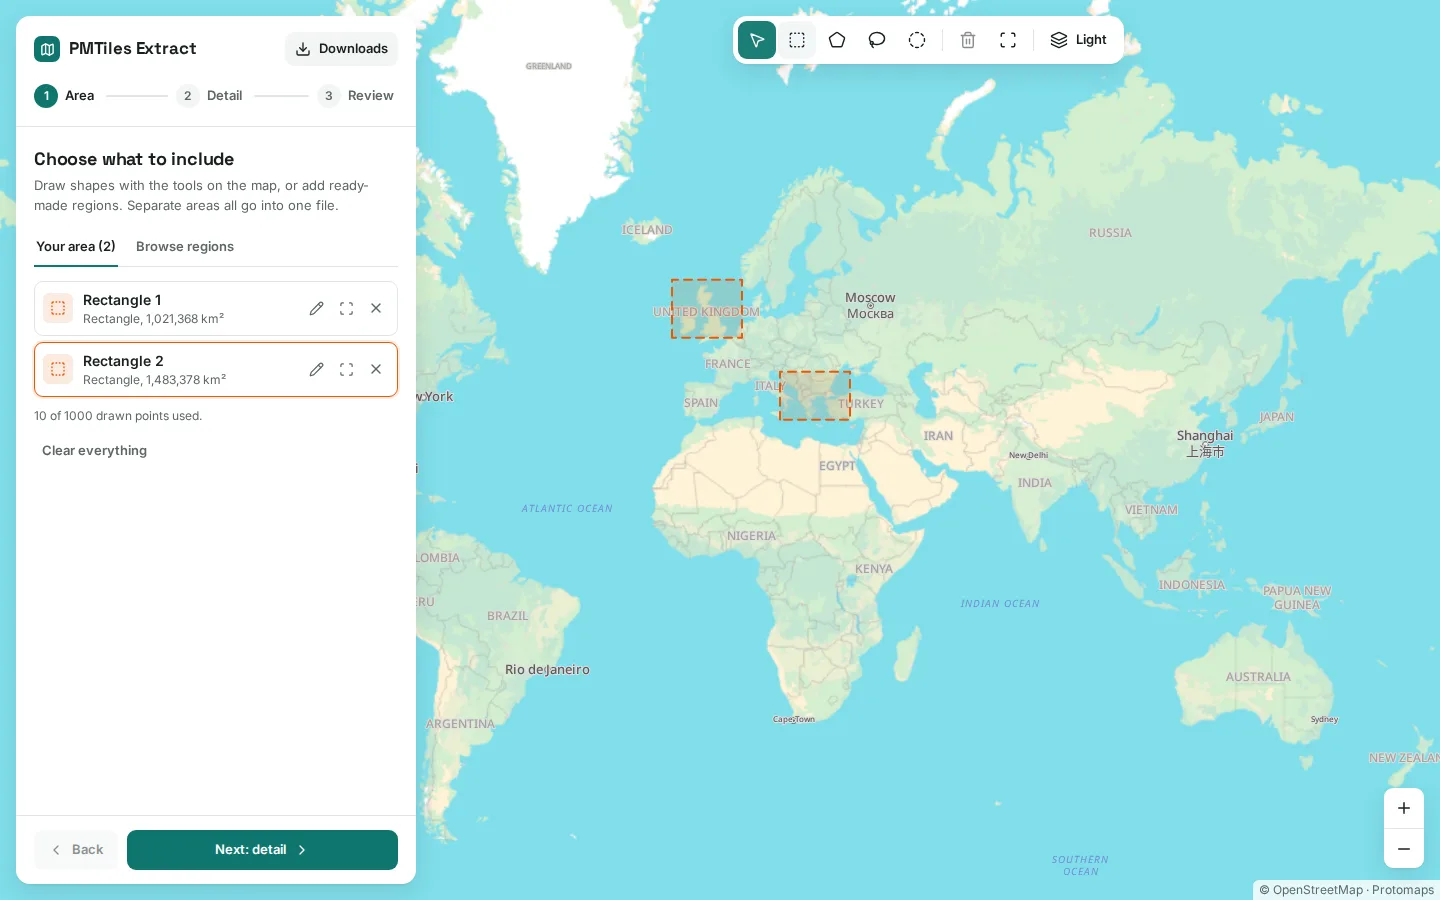 PMTiles Extract
Downloads
1 Area
2 Detail
3 Review
Choose what to include
Draw shapes with the tools on the map, or add ready-
made regions. Separate areas all go into one file.
Your area (2)
Browse regions
Rectangle 1
Rectangle, 1,021,368 km²
Rectangle 2
Rectangle, 1,483,378 km²
10 of 1000 drawn points used.
Clear everything
Back
Next: detail
Light
GREENLAND
ICELAND
RUSSIA
UNITED KINGDOM
Moscow
Москва
FRANCE
ITALY
SPAIN
TURKEY
w York
JAPAN
IRAN
Shanghai
上海市
New Delhi
EGYPT
INDIA
ATLANTIC OCEAN
VIETNAM
NIGERIA
LOMBIA
KENYA
INDONESIA
PAPUA NEW
GUINEA
RU
BRAZIL
INDIAN OCEAN
Rio de Janeiro
AUSTRALIA
ARGENTINA
Cape Town
Sydney
NEW ZEALAN
SOUTHERN
OCEAN
© OpenStreetMap · Protomaps